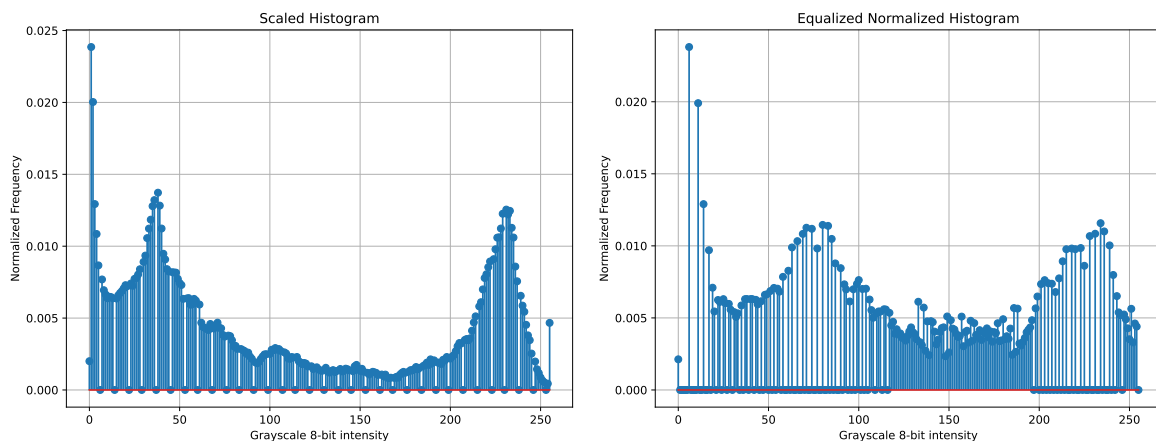 Scaled Histogram
Normalized Frequency
0.025
0.020
0.015
0.010
0.005
0.000
0 50 100 150 200 250
Grayscale 8-bit intensity
Equalized Normalized Histogram
Normalized Frequency
0.020
0.015
0.010
0.005
0.000
0 50 100 150 200 250
Grayscale 8-bit intensity